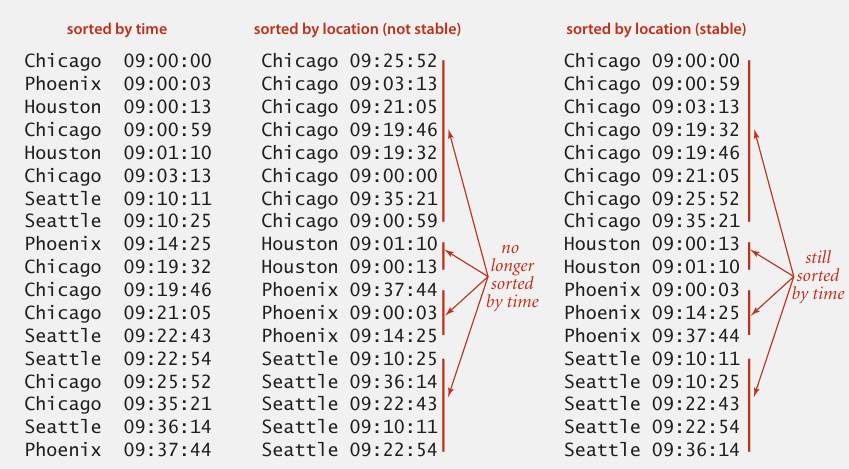 sorted by time
Chicago 09:00:00
Phoenix 09:00:03
Houston 09:00:13
Chicago 09:00:59
Houston 09:01:10
Chicago 09:03:13
Seattle 09:10:11
Seattle 09:10:25
Phoenix 09:14:25
Chicago 09:19:32
Chicago 09:19:46
Chicago 09:21:05
Seattle 09:22:43
Seattle 09:22:54
Chicago 09:25:52
Chicago 09:35:21
Seattle 09:36:14
Phoenix 09:37:44
sorted by location (not stable)
Chicago 09:25:52
Chicago 09:03:13
Chicago 09:21:05
Chicago 09:19:46
Chicago 09:19:32
Chicago 09:00:00
Chicago 09:35:21
Chicago 09:00:59
Houston 09:01:10
Houston 09:00:13
Phoenix 09:37:44
Phoenix 09:00:03
Phoenix 09:14:25
Seattle 09:10:25
Seattle 09:36:14
Seattle 09:22:43
Seattle 09:10:11
Seattle 09:22:54
no
longer
sorted
by time
sorted by location (stable)
Chicago 09:00:00
Chicago 09:00:59
Chicago 09:03:13
Chicago 09:19:32
Chicago 09:19:46
Chicago 09:21:05
Chicago 09:25:52
Chicago 09:35:21
Houston 09:00:13
Houston 09:01:10
Phoenix 09:00:03
Phoenix 09:14:25
Phoenix 09:37:44
Seattle 09:10:11
Seattle 09:10:25
Seattle 09:22:43
Seattle 09:22:54
Seattle 09:36:14
still
sorted
by time